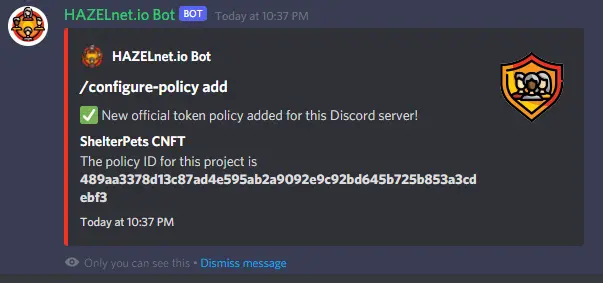 HAZELnet.io Bot BOT Today at 10:37 PM
HAZELnet.io Bot
/configure-policy add
✅ New official token policy added for this Discord server!
ShelterPets CNFT
The policy ID for this project is
489aa3378d13c87ad4e595ab2a9092e9c92bd645b725b853a3cd
ebf3
Today at 10:37 PM
Only you can see this • Dismiss message